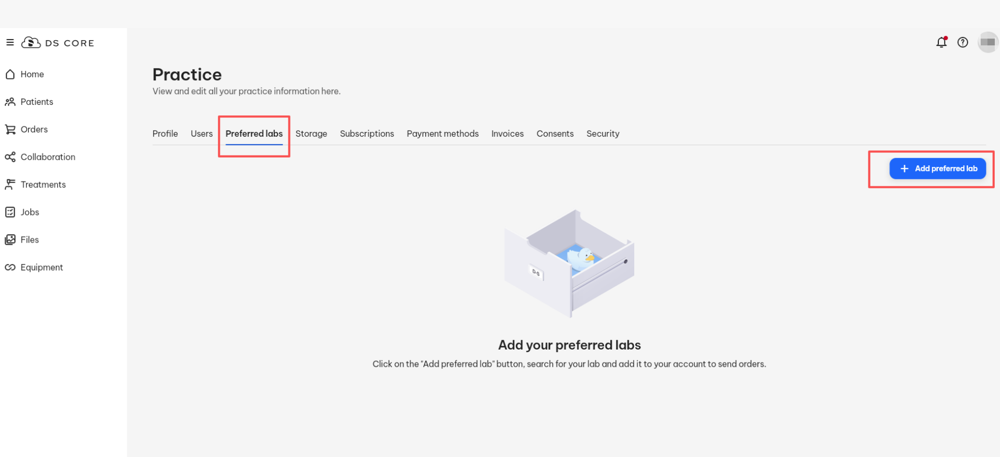 DS CORE
Home
Patients
Orders
Collaboration
Treatments
Jobs
Files
Equipment
Practice
View and edit all your practice information here.
Profile Users Preferred labs Storage Subscriptions Payment methods Invoices Consents Security
+ Add preferred lab
D-S
Add your preferred labs
Click on the "Add preferred lab" button, search for your lab and add it to your account to send orders.